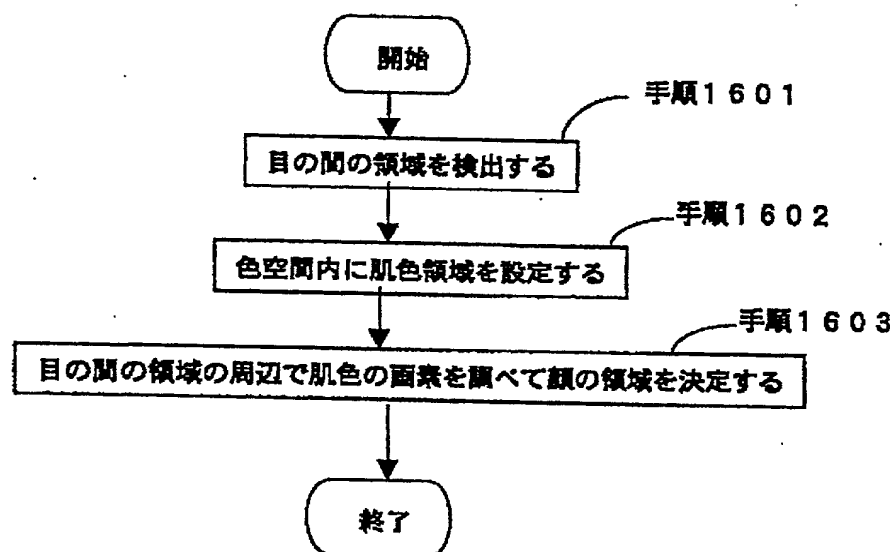 開始
手順1601
目の間の領域を検出する
手順1602
色空間内に肌色領域を設定する
手順1603
目の間の領域の周辺で肌色の画素を調べて顔の領域を決定する
終了